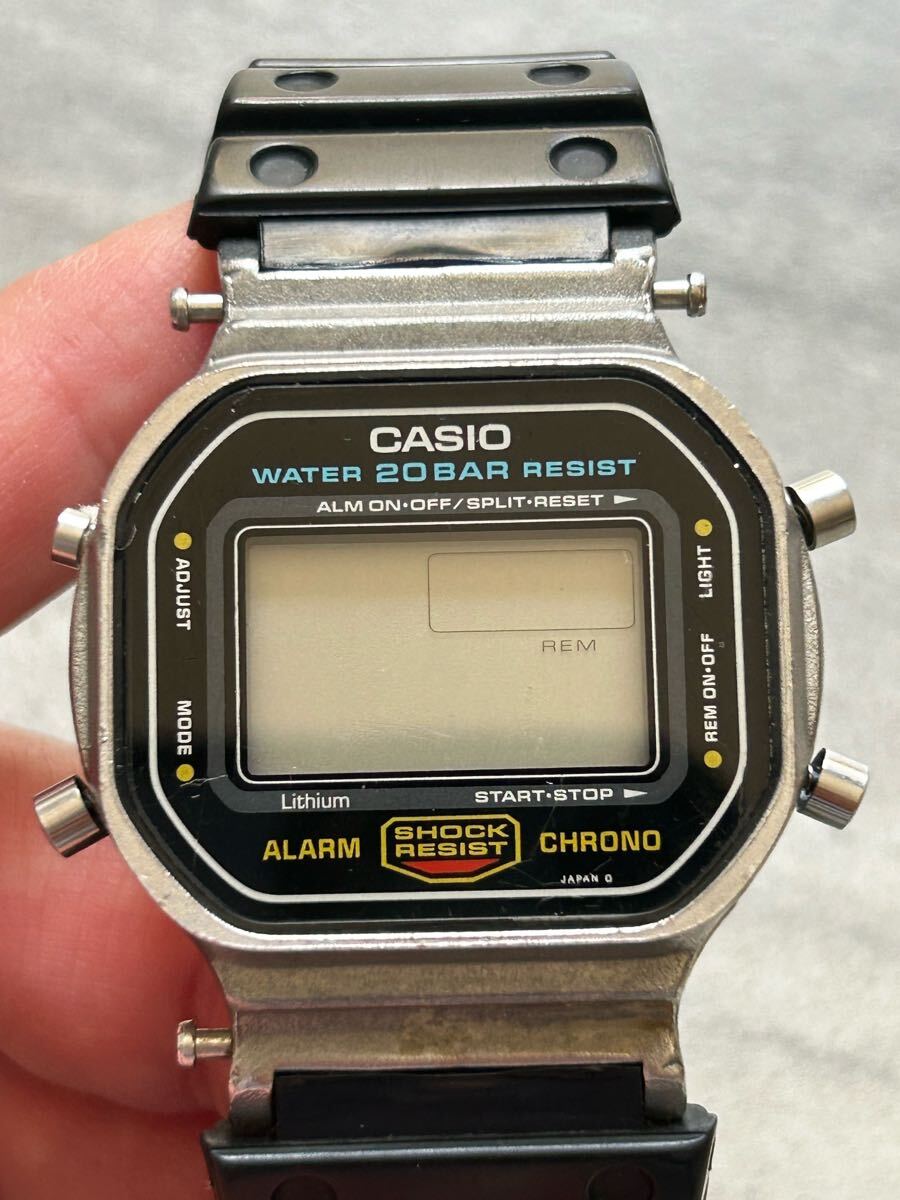 CASIO
WATER 20BAR RESIST
ALM ON•OFF/SPLIT•RESET
ADJUST
LIGHT
REM
REM ON•OFF
MODE
Lithium
START•STOP
ALARM
SHOCK
RESIST
CHRONO
JAPAN 0